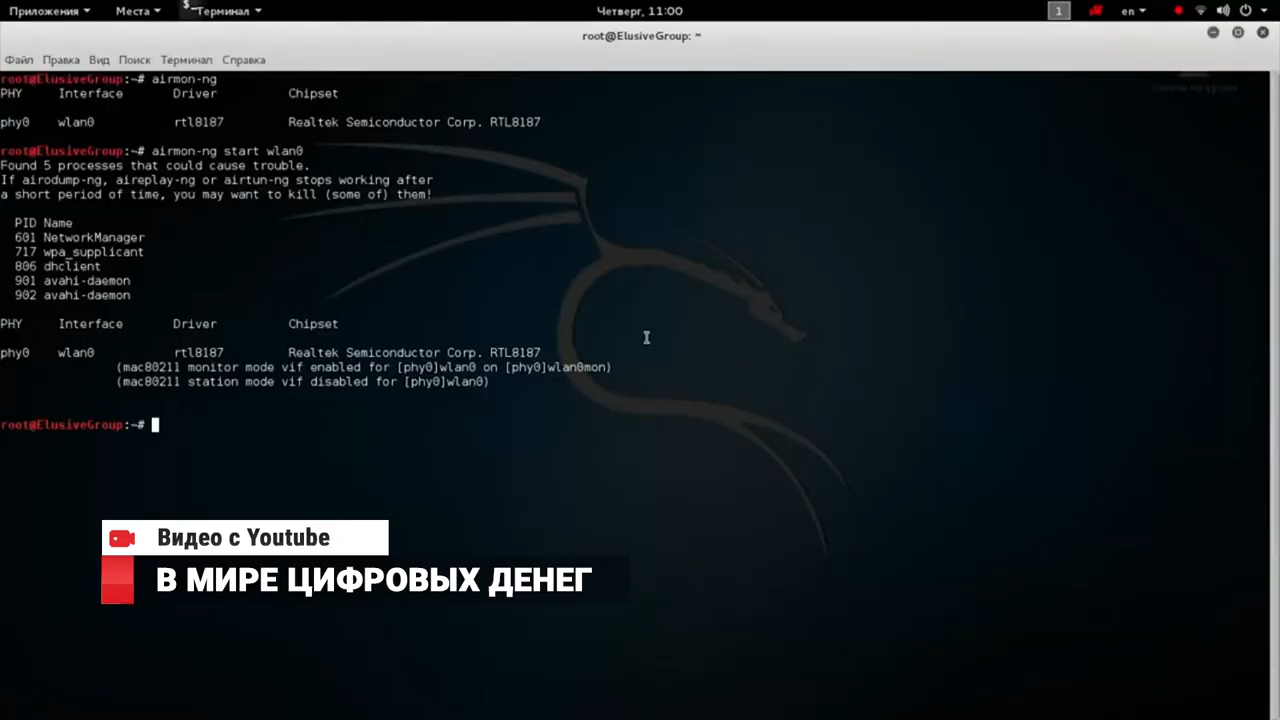 Приложения Места Терминал Четверг, 11:00 1 en
root@ElusiveGroup: ~
Файл Правка Вид Поиск Терминал Справка
root@ElusiveGroup:~# airmon-ng
PHY Interface Driver Chipset
phy0 wlan0 rtl8187 Realtek Semiconductor Corp. RTL8187
root@ElusiveGroup:~# airmon-ng start wlan0
Found 5 processes that could cause trouble.
If airodump-ng, aireplay-ng or airtun-ng stops working after
a short period of time, you may want to kill (some of) them!
PID Name
601 NetworkManager
717 wpa_supplicant
806 dhclient
901 avahi-daemon
902 avahi-daemon
PHY Interface Driver Chipset
phy0 wlan0 rtl8187 Realtek Semiconductor Corp. RTL8187
(mac80211 monitor mode vif enabled for [phy0]wlan0 on [phy0]wlan0mon)
(mac80211 station mode vif disabled for [phy0]wlan0)
root@ElusiveGroup:~#
Видео с Youtube
В МИРЕ ЦИФРОВЫХ ДЕНЕГ